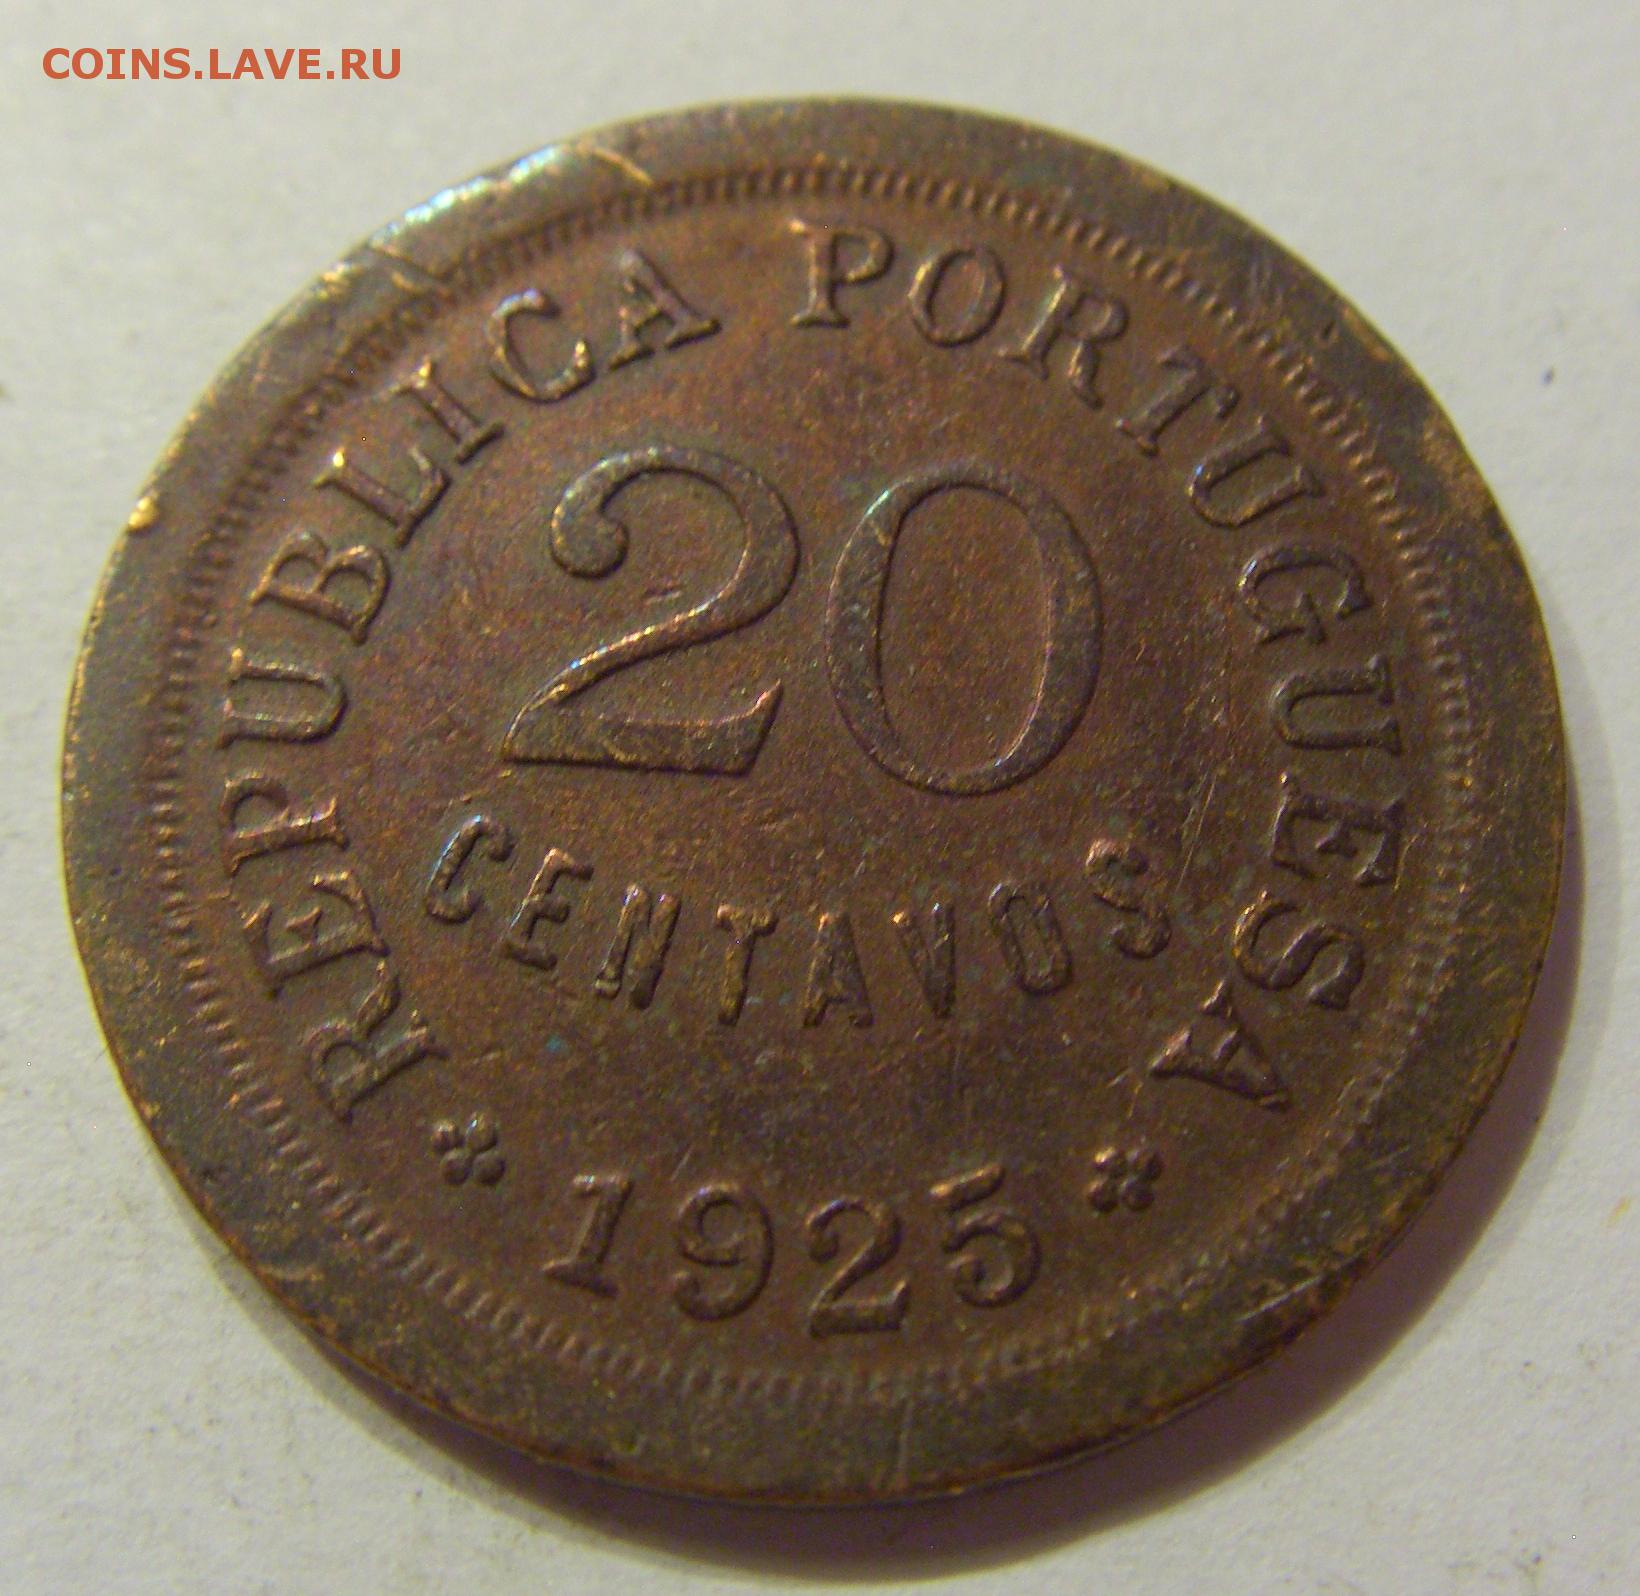 COINS.LAVE.RU
REPUBLICA PORTUGUESA
20
CENTAVOS
1925